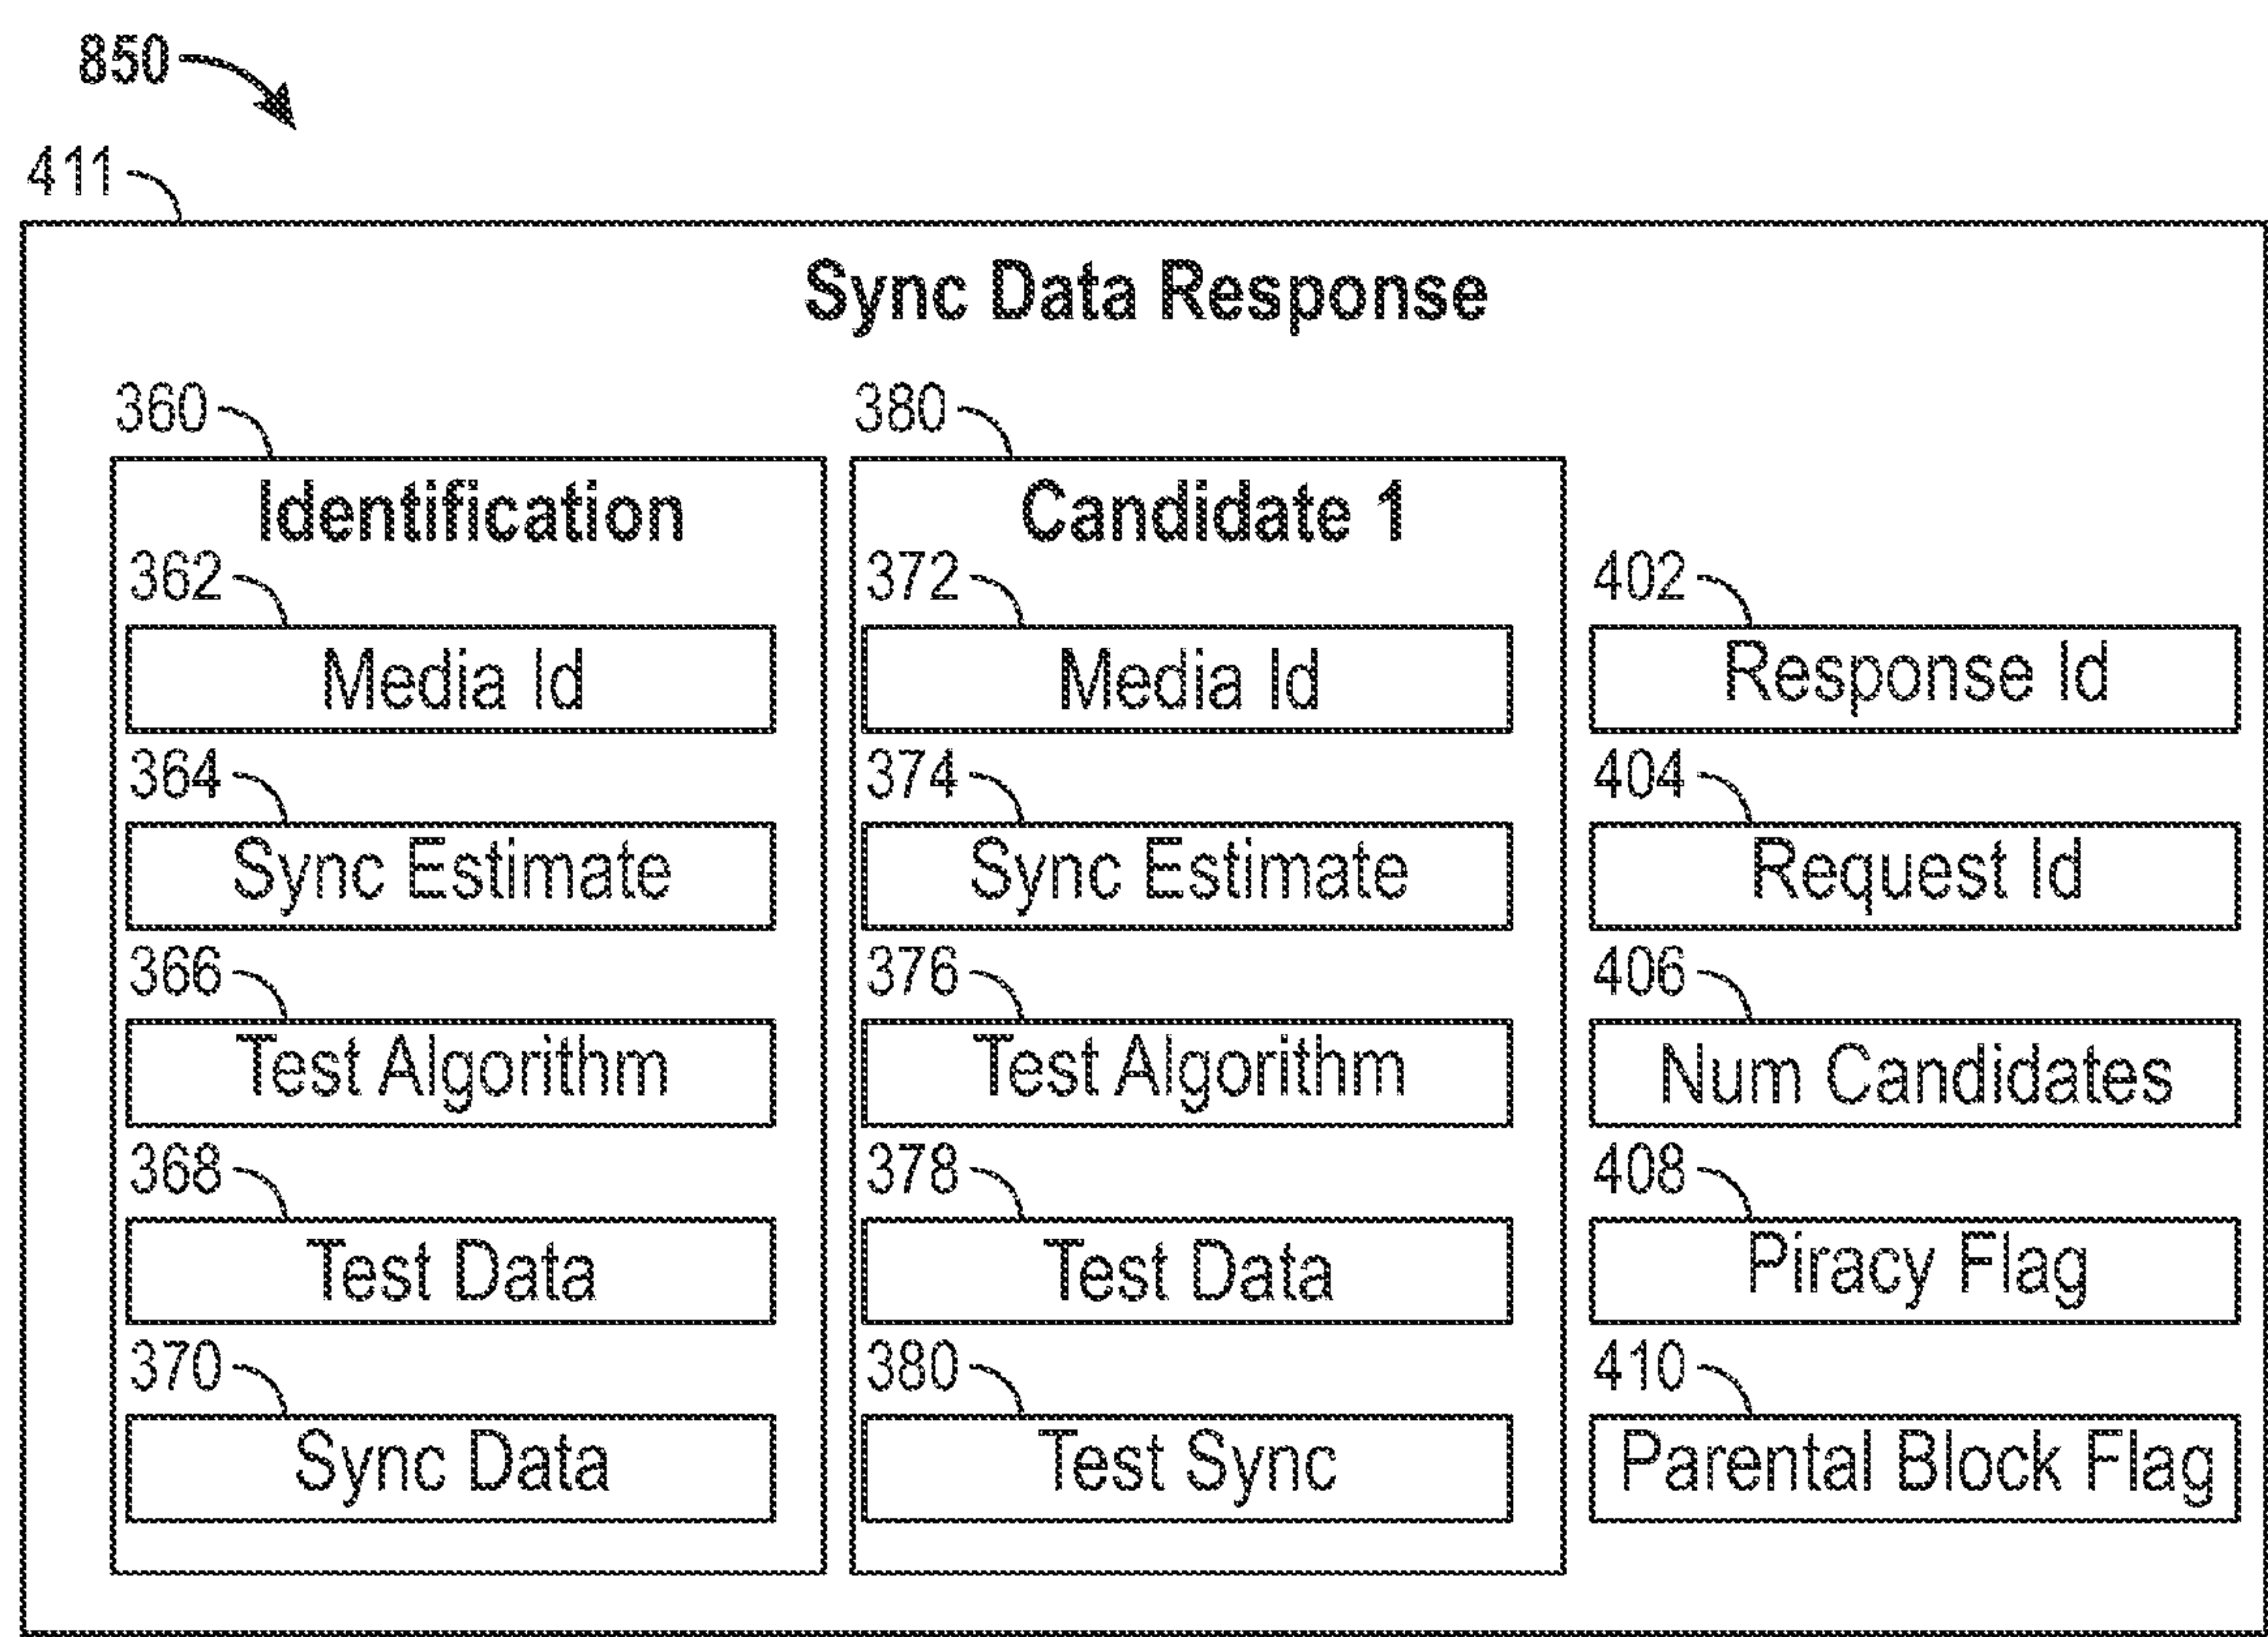 850
411
Sync Data Response
360
Identification
362
Media Id
364
Sync Estimate
366
Test Algorithm
368
Test Data
370
Sync Data
380
Candidate 1
372
Media Id
374
Sync Estimate
376
Test Algorithm
378
Test Data
380
Test Sync
402
Response Id
404
Request Id
406
Num Candidates
408
Piracy Flag
410
Parental Block Flag